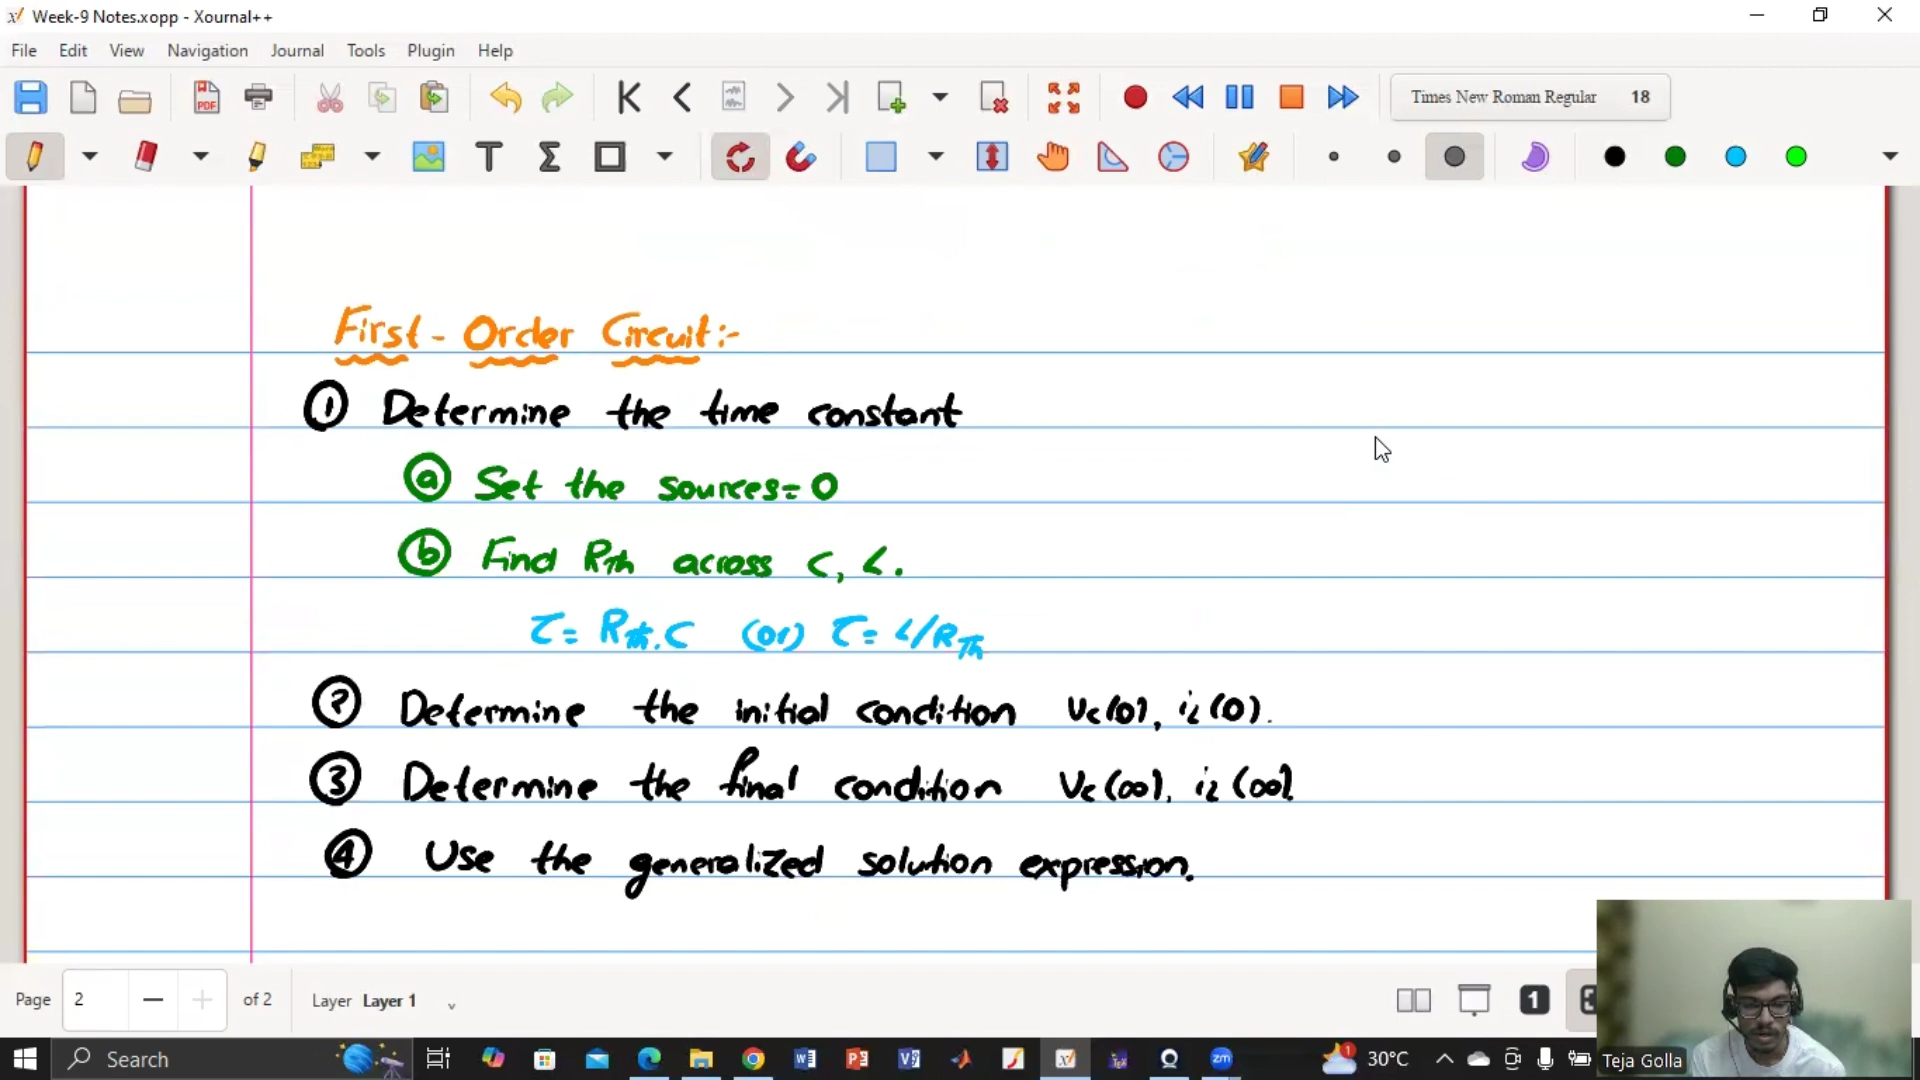 Week-9 Notes.xopp - Xournal++
File Edit View Navigation Journal Tools Plugin Help
Times New Roman Regular 18
First-Order Circuit:-
① Determine the time constant
ⓐ Set the sources=0
ⓑ Find RTh across C, L.
τ= RTh.C (or) τ= L/RTh
② Determine the initial condition Vc(0), iL(0).
③ Determine the final condition Vc(∞), iL(∞)
④ Use the generalized solution expression.
Page 2 of 2 Layer Layer 1
1
Search
30°C
Teja Golla